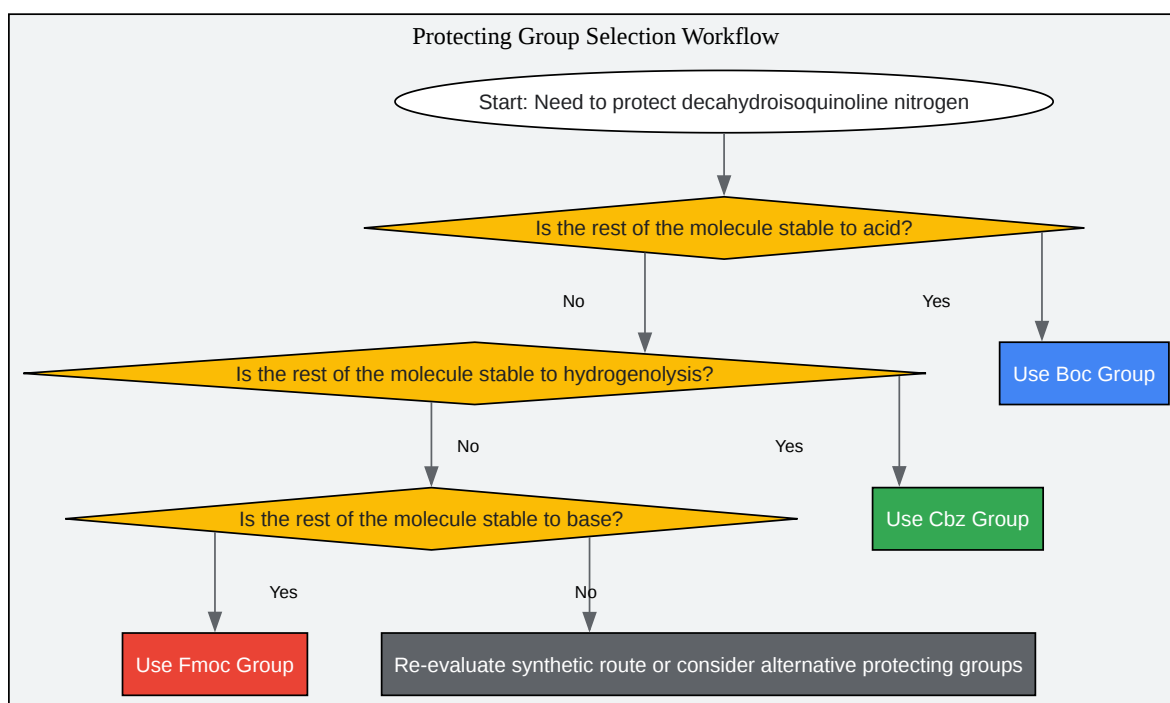 Protecting Group Selection Workflow
Start: Need to protect decahydroisoquinoline nitrogen
Is the rest of the molecule stable to acid?
No
Yes
Is the rest of the molecule stable to hydrogenolysis?
Use Boc Group
No
Yes
Is the rest of the molecule stable to base?
Use Cbz Group
Yes
No
Use Fmoc Group
Re-evaluate synthetic route or consider alternative protecting groups